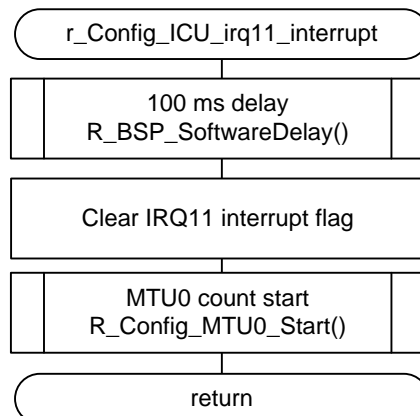 r_Config_ICU_irq11_interrupt
100 ms delay
R_BSP_SoftwareDelay()
Clear IRQ11 interrupt flag
MTU0 count start
R_Config_MTU0_Start()
return